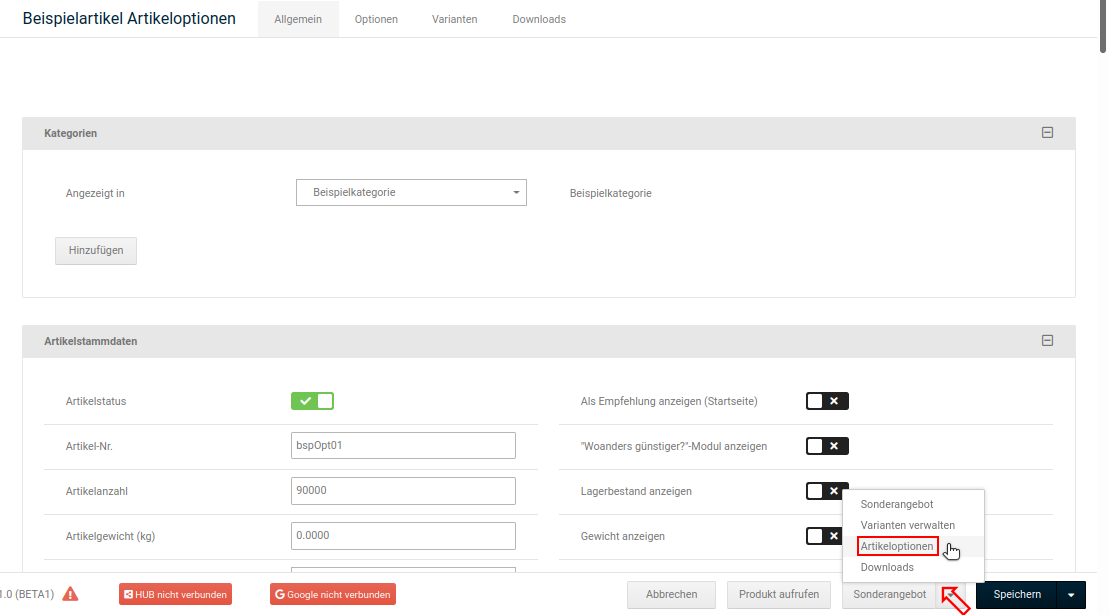 Beispielartikel Artikeloptionen Allgemein Optionen Varianten Downloads
Kategorien
Angezeigt in Beispielkategorie Beispielkategorie
Hinzufügen
Artikelstammdaten
Artikelstatus Als Empfehlung anzeigen (Startseite)
Artikel-Nr. bspOpt01 "Woanders günstiger?"-Modul anzeigen
Artikelanzahl 90000 Lagerbestand anzeigen
Artikelgewicht (kg) 0.0000 Gewicht anzeigen
Sonderangebot
Varianten verwalten
Artikeloptionen
Downloads
1.0 (BETA1) HUB nicht verbunden Google nicht verbunden Abbrechen Produkt aufrufen Sonderangebot Speichern